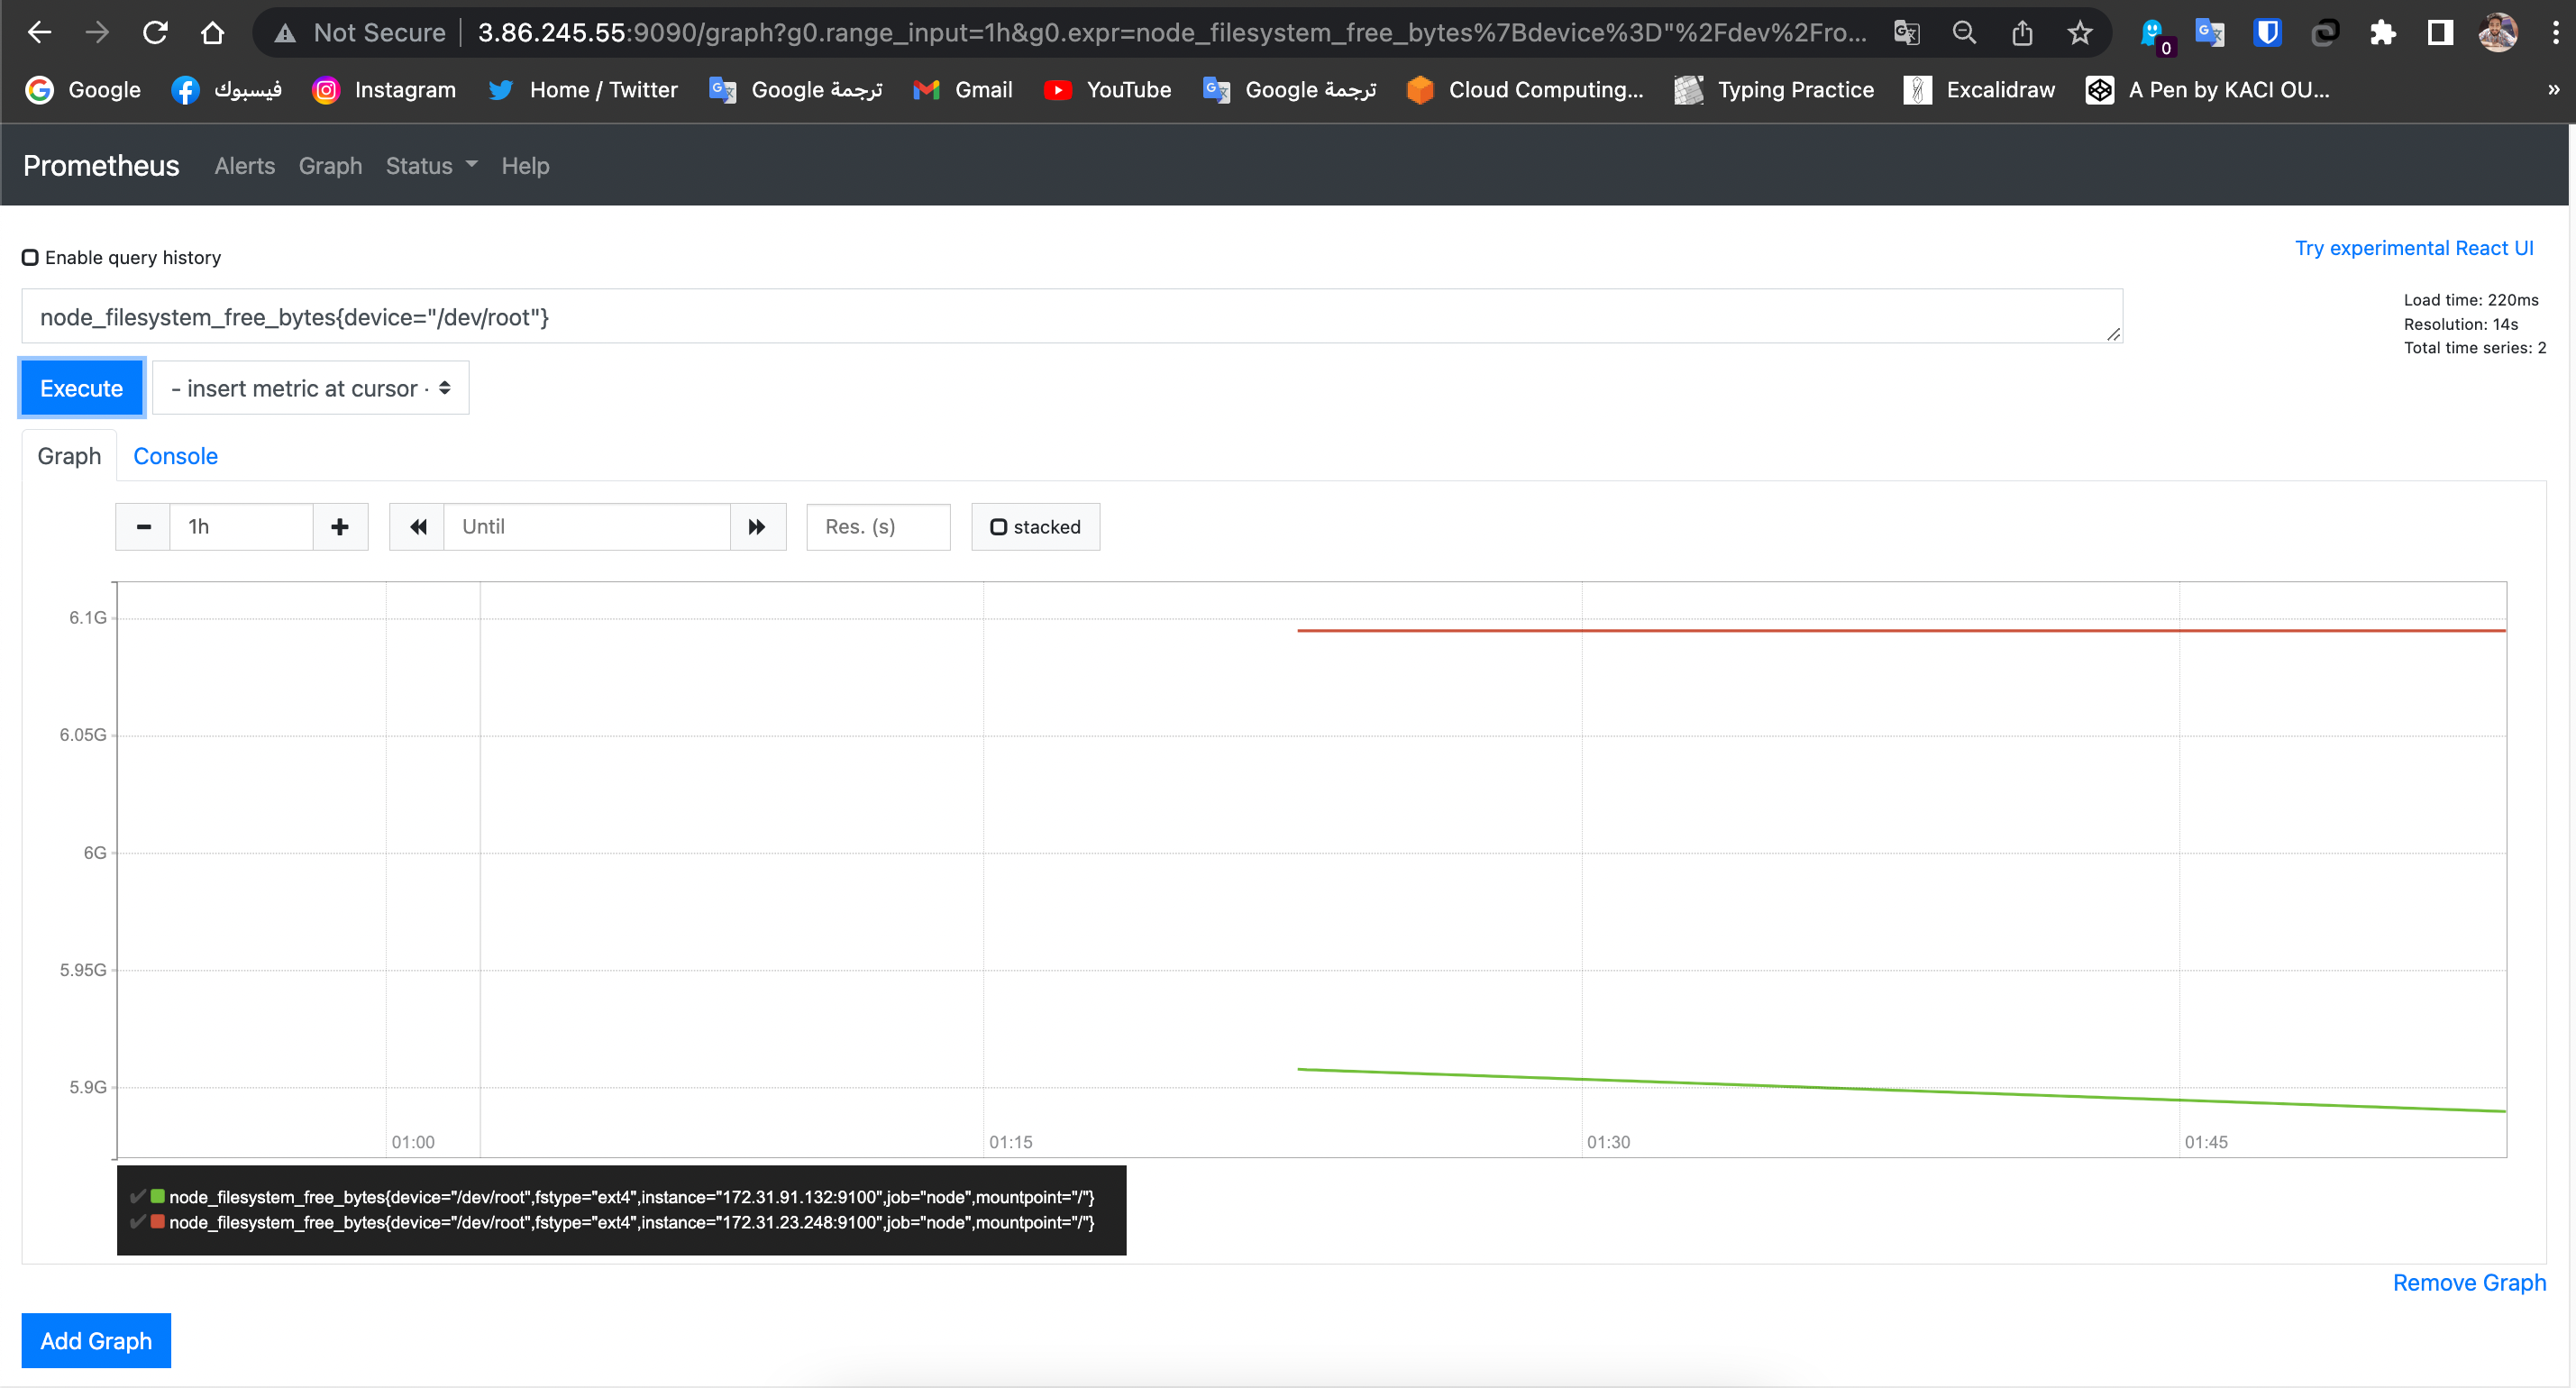 Not Secure 3.86.245.55:9090/graph?g0.range_input=1h&g0.expr=node_filesystem_free_bytes%7Bdevice%3D"%2Fdev%2Fro... 0
Google فيسبوك Instagram Home / Twitter ترجمة Google Gmail YouTube ترجمة Google Cloud Computing... Typing Practice Excalidraw A Pen by KACI OU... »
Prometheus Alerts Graph Status Help
Enable query history
Try experimental React UI
node_filesystem_free_bytes{device="/dev/root"}
Load time: 220ms
Resolution: 14s
Total time series: 2
Execute - insert metric at cursor -
Graph Console
1h Until Res. (s) stacked
6.1G
6.05G
6G
5.95G
5.9G
01:00 01:15 01:30 01:45
node_filesystem_free_bytes{device="/dev/root",fstype="ext4",instance="172.31.91.132:9100",job="node",mountpoint="/"}
node_filesystem_free_bytes{device="/dev/root",fstype="ext4",instance="172.31.23.248:9100",job="node",mountpoint="/"}
Remove Graph
Add Graph